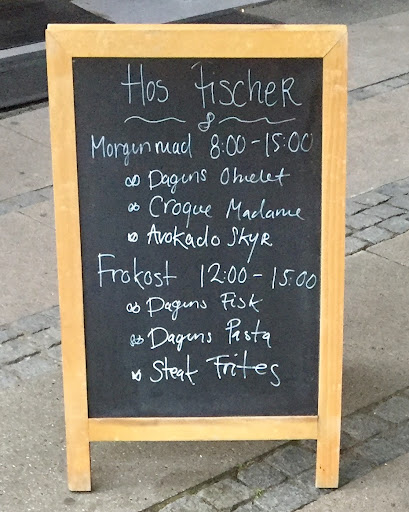 Hos Fischer
Morgenmad 8:00-15:00
Dagens Omelet
Croque Madame
Avokado Skyr
Frokost 12:00-15:00
Dagens Fisk
Dagens Pasta
Steak Frites